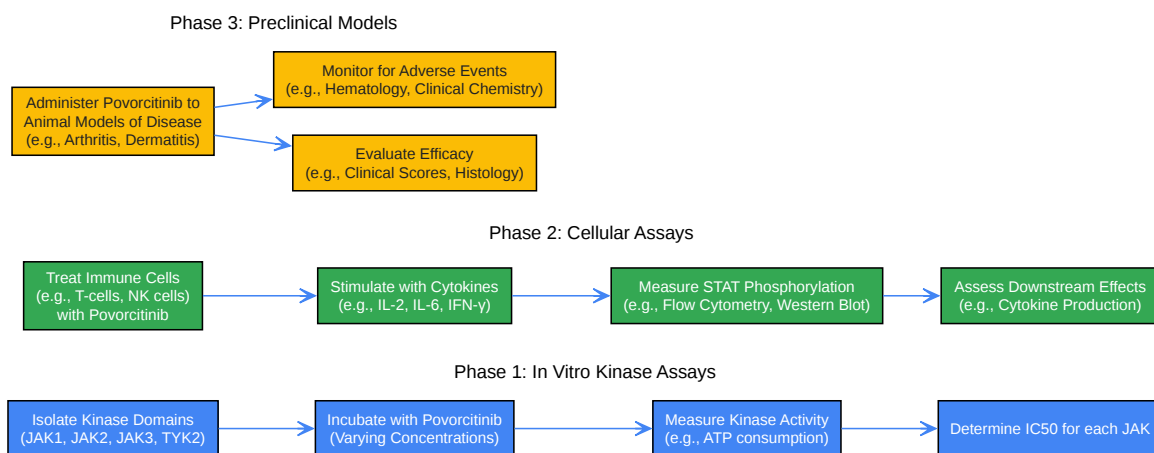 Phase 3: Preclinical Models
Administer Povorcitinib to
Animal Models of Disease
(e.g., Arthritis, Dermatitis)
Monitor for Adverse Events
(e.g., Hematology, Clinical Chemistry)
Evaluate Efficacy
(e.g., Clinical Scores, Histology)
Phase 2: Cellular Assays
Treat Immune Cells
(e.g., T-cells, NK cells)
with Povorcitinib
Stimulate with Cytokines
(e.g., IL-2, IL-6, IFN-γ)
Measure STAT Phosphorylation
(e.g., Flow Cytometry, Western Blot)
Assess Downstream Effects
(e.g., Cytokine Production)
Phase 1: In Vitro Kinase Assays
Isolate Kinase Domains
(JAK1, JAK2, JAK3, TYK2)
Incubate with Povorcitinib
(Varying Concentrations)
Measure Kinase Activity
(e.g., ATP consumption)
Determine IC50 for each JAK